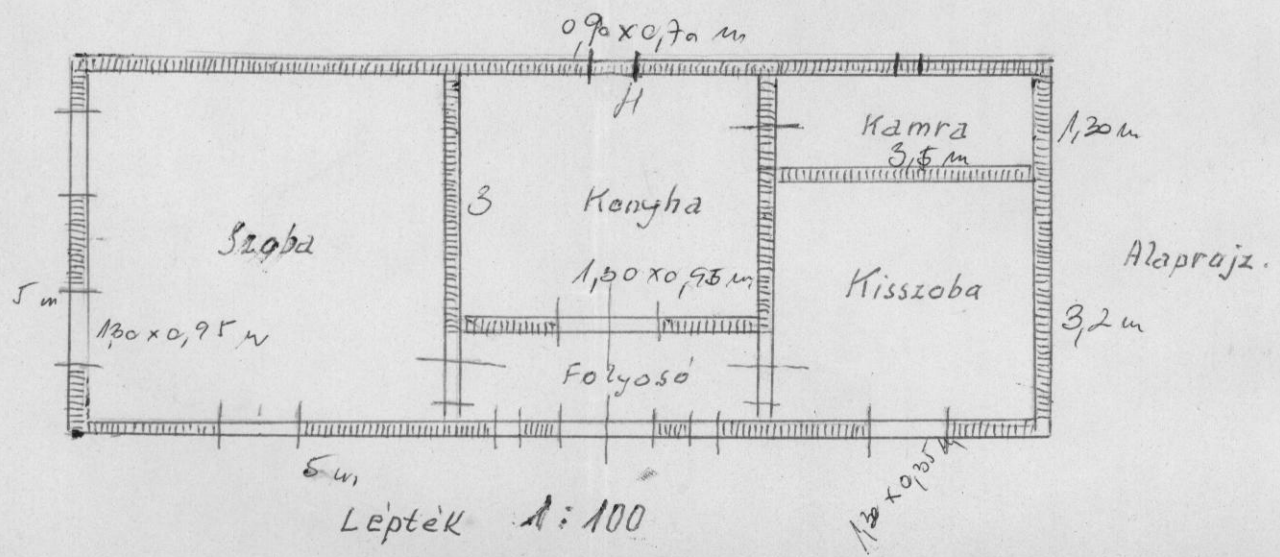 0,90 x 0,70 m
H
Kamra
3,5 m
1,30 m
3
Konyha
Szoba
1,30 x 0,95 m
Kisszoba
Alaprajz.
5 m
1,30 x 0,95 m
3,2 m
Folyosó
5 m
1,30 x 0,95 m
Lépték 1:100